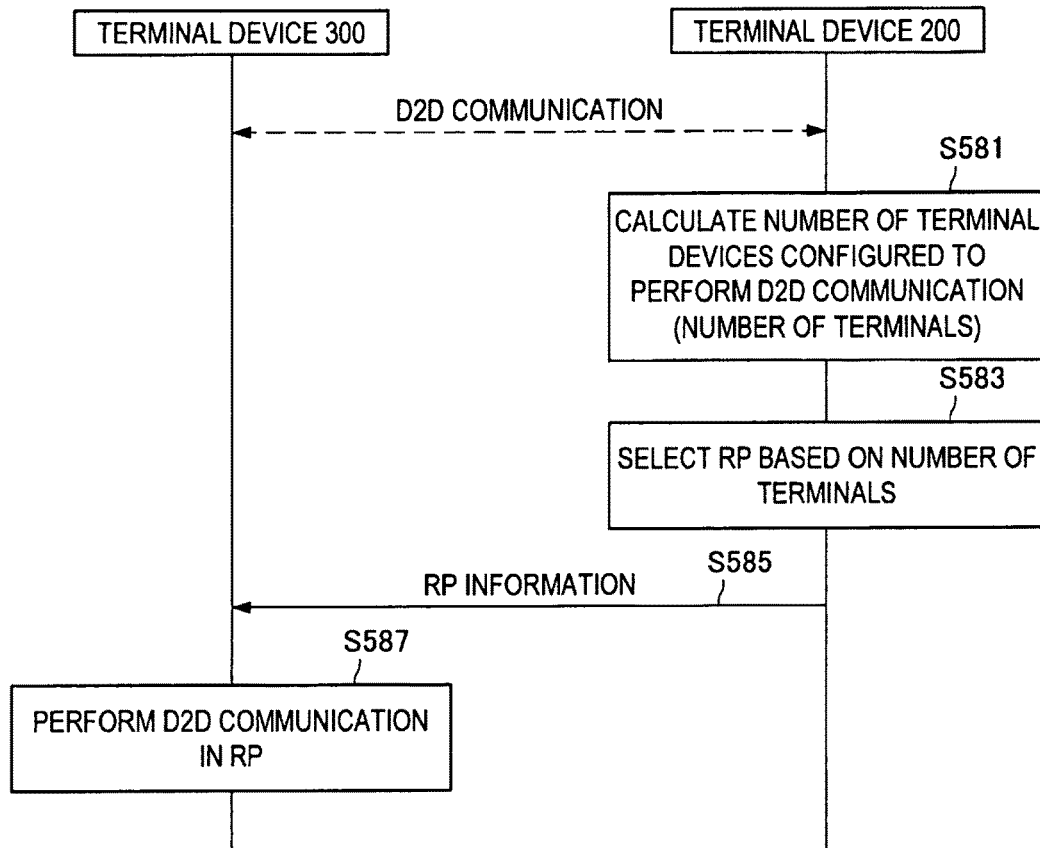 TERMINAL DEVICE 300
TERMINAL DEVICE 200
D2D COMMUNICATION
S581
CALCULATE NUMBER OF TERMINAL
DEVICES CONFIGURED TO
PERFORM D2D COMMUNICATION
(NUMBER OF TERMINALS)
S583
SELECT RP BASED ON NUMBER OF
TERMINALS
S585
RP INFORMATION
S587
PERFORM D2D COMMUNICATION
IN RP